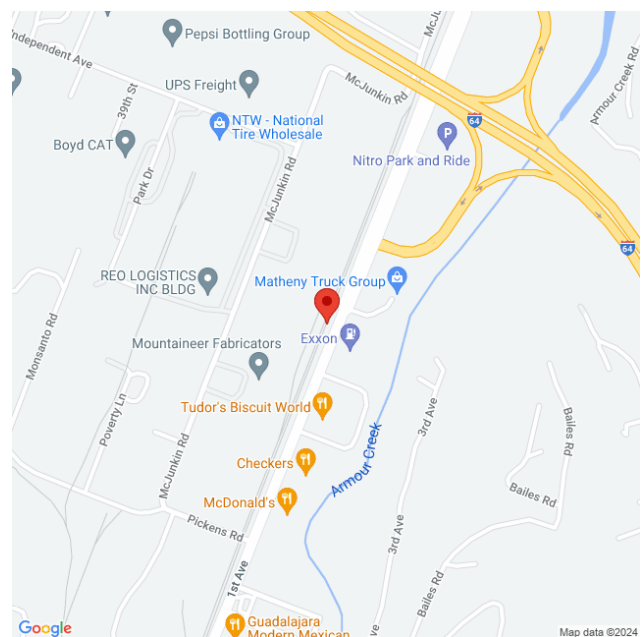 Pepsi Bottling Group
McJunkin Rd
Independent Ave
UPS Freight
McJunkin Rd
39th St
Armour Creek Rd
64
NTW - National
Tire Wholesale
P
Boyd CAT
Nitro Park and Ride
Park Dr
McJunkin Rd
64
REO LOGISTICS
INC BLDG
Matheny Truck Group
Monsanto Rd
Exxon
Mountaineer Fabricators
Poverty Ln
Tudor's Biscuit World
3rd Ave
Bailes Rd
McJunkin Rd
Checkers
Armour Creek
McDonald's
Bailes Rd
Pickens Rd
3rd Ave
1st Ave
Bailes Rd
Guadalajara
Modern Mexican
Google
Map data ©2024